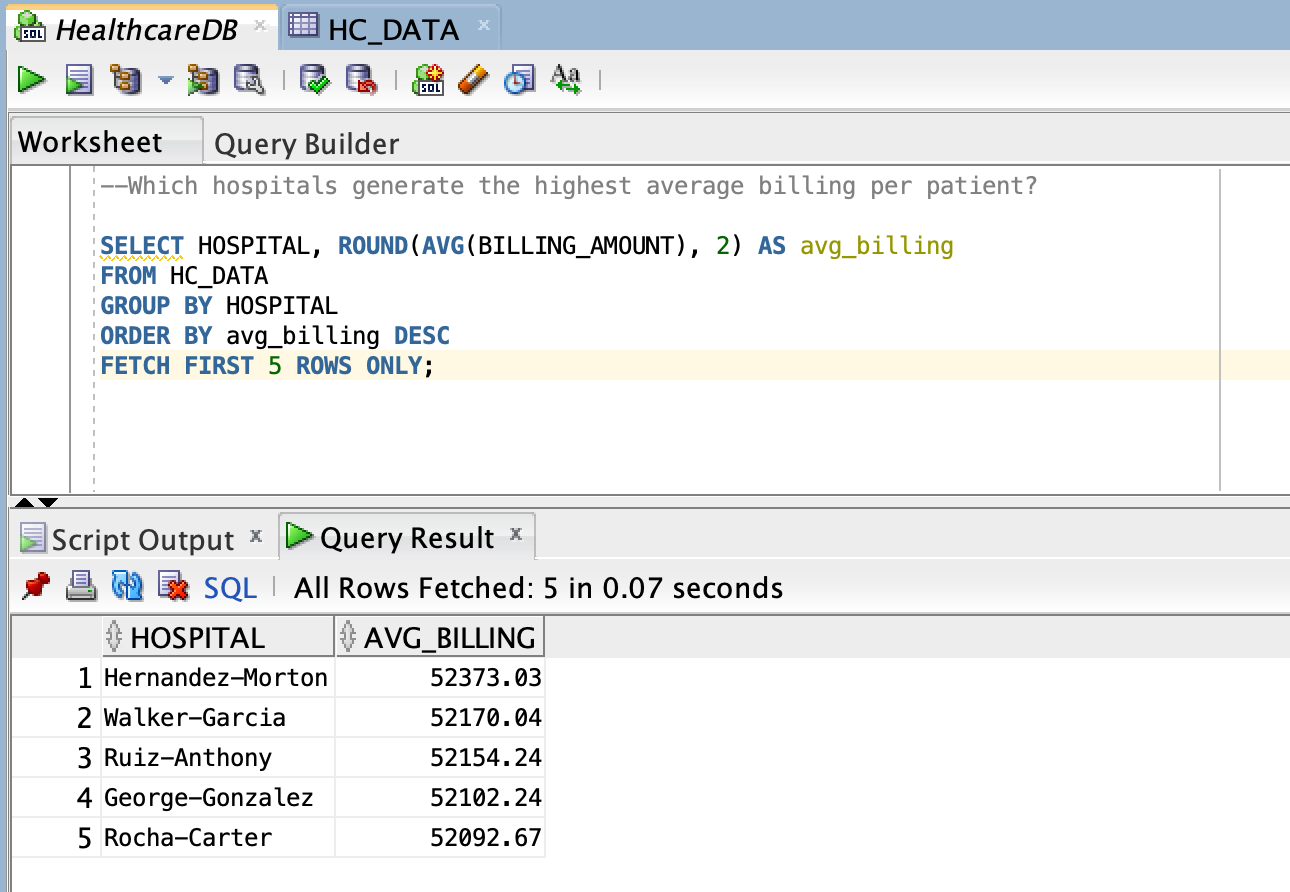 HealthcareDB
HC_DATA
SQL
Aa
Worksheet
Query Builder
--Which hospitals generate the highest average billing per patient?
SELECT HOSPITAL, ROUND(AVG(BILLING_AMOUNT), 2) AS avg_billing
FROM HC_DATA
GROUP BY HOSPITAL
ORDER BY avg_billing DESC
FETCH FIRST 5 ROWS ONLY;
Script Output
Query Result
SQL | All Rows Fetched: 5 in 0.07 seconds
HOSPITAL AVG_BILLING
1 Hernandez-Morton 52373.03
2 Walker-Garcia 52170.04
3 Ruiz-Anthony 52154.24
4 George-Gonzalez 52102.24
5 Rocha-Carter 52092.67